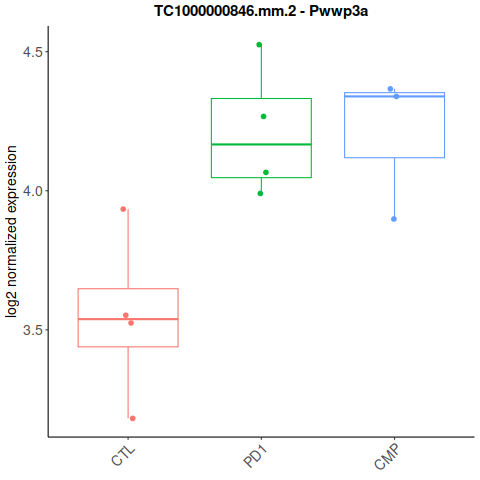 TC1000000846.mm.2 - Pwwp3a
log2 normalized expression
4.5
4.0
3.5
CTL
PD1
CMP